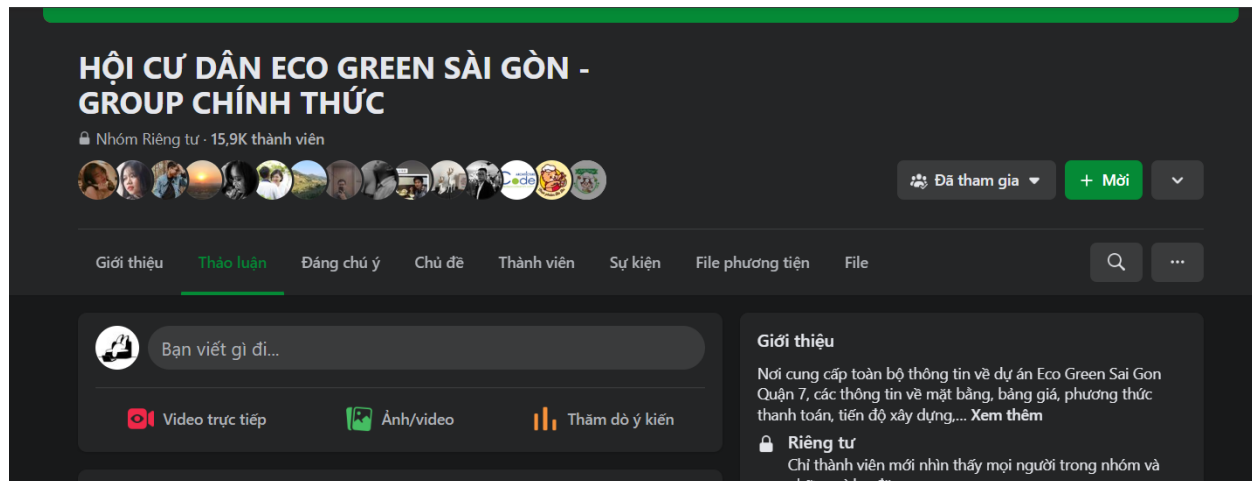 HỘI CƯ DÂN ECO GREEN SÀI GÒN -
GROUP CHÍNH THỨC
Nhóm Riêng tư · 15,9K thành viên
Code
Đã tham gia
+ Mời
Giới thiệu
Thảo luận
Đáng chú ý
Chủ đề
Thành viên
Sự kiện
File phương tiện
File
Bạn viết gì đi...
Video trực tiếp
Ảnh/video
Thăm dò ý kiến
Giới thiệu
Nơi cung cấp toàn bộ thông tin về dự án Eco Green Sai Gon
Quận 7, các thông tin về mặt bằng, bảng giá, phương thức
thanh toán, tiến độ xây dựng,... Xem thêm
Riêng tư
Chỉ thành viên mới nhìn thấy mọi người trong nhóm và